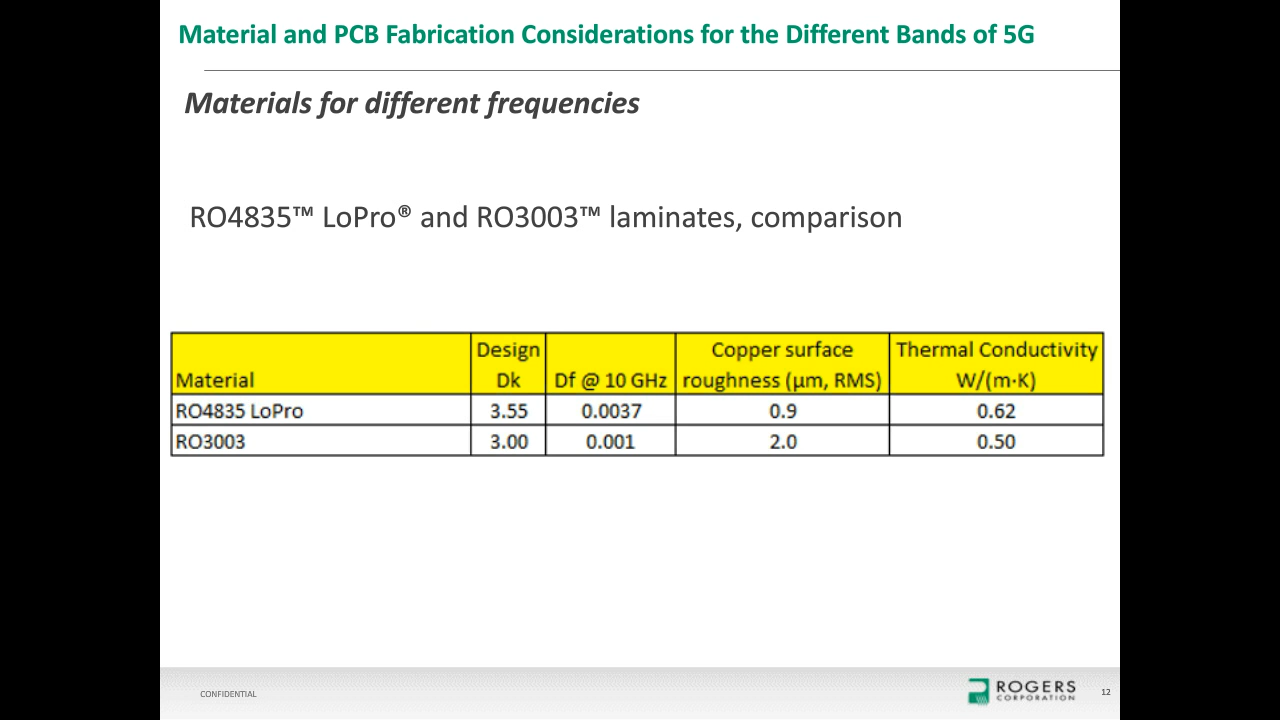 Material and PCB Fabrication Considerations for the Different Bands of 5G
Materials for different frequencies
RO4835™ LoPro® and RO3003™ laminates, comparison
Material Design Dk Df @ 10 GHz Copper surface roughness (µm, RMS) Thermal Conductivity W/(m·K)
RO4835 LoPro 3.55 0.0037 0.9 0.62
RO3003 3.00 0.001 2.0 0.50
CONFIDENTIAL
ROGERS
CORPORATION
12